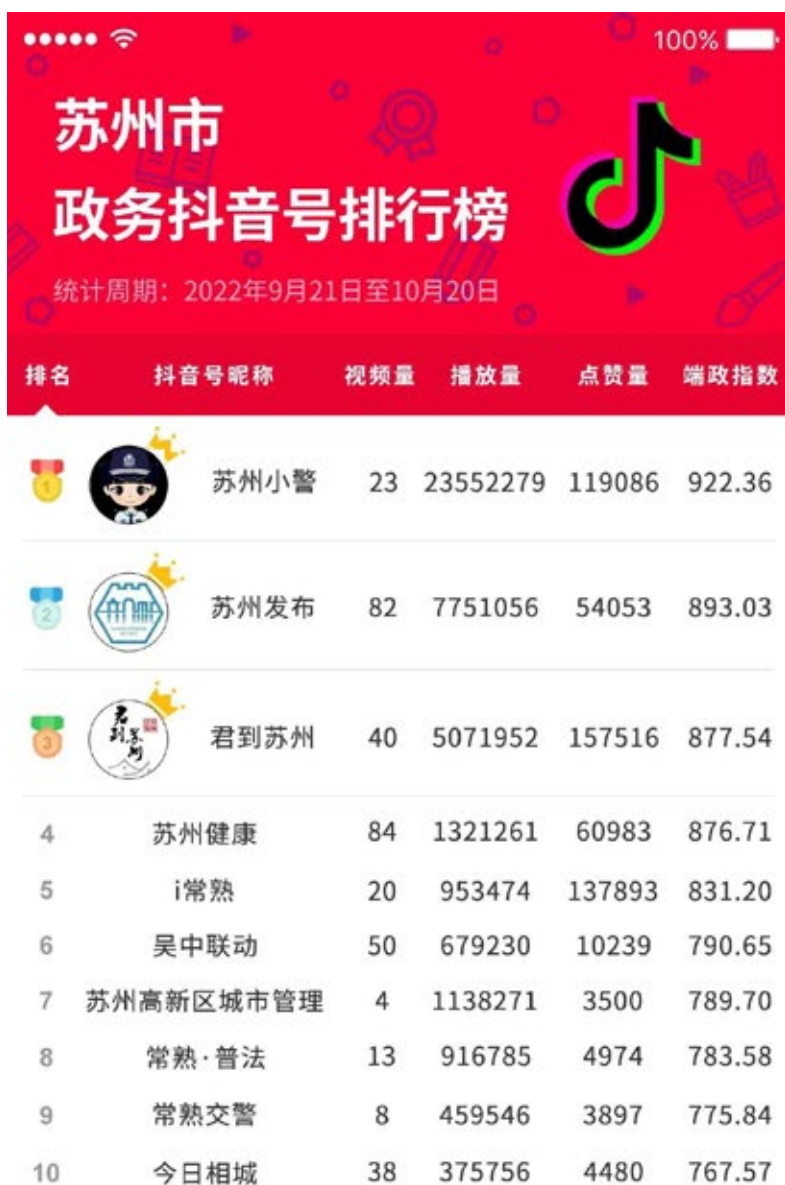 100%
苏州市
政务抖音号排行榜
统计周期：2022年9月21日至10月20日
排名 抖音号昵称 视频量 播放量 点赞量 端政指数
1 苏州小警 23 23552279 119086 922.36
2 苏州发布 82 7751056 54053 893.03
3 君到苏州 君到苏州 40 5071952 157516 877.54
4 苏州健康 84 1321261 60983 876.71
5 i常熟 20 953474 137893 831.20
6 吴中联动 50 679230 10239 790.65
7 苏州高新区城市管理 4 1138271 3500 789.70
8 常熟·普法 13 916785 4974 783.58
9 常熟交警 8 459546 3897 775.84
10 今日相城 38 375756 4480 767.57